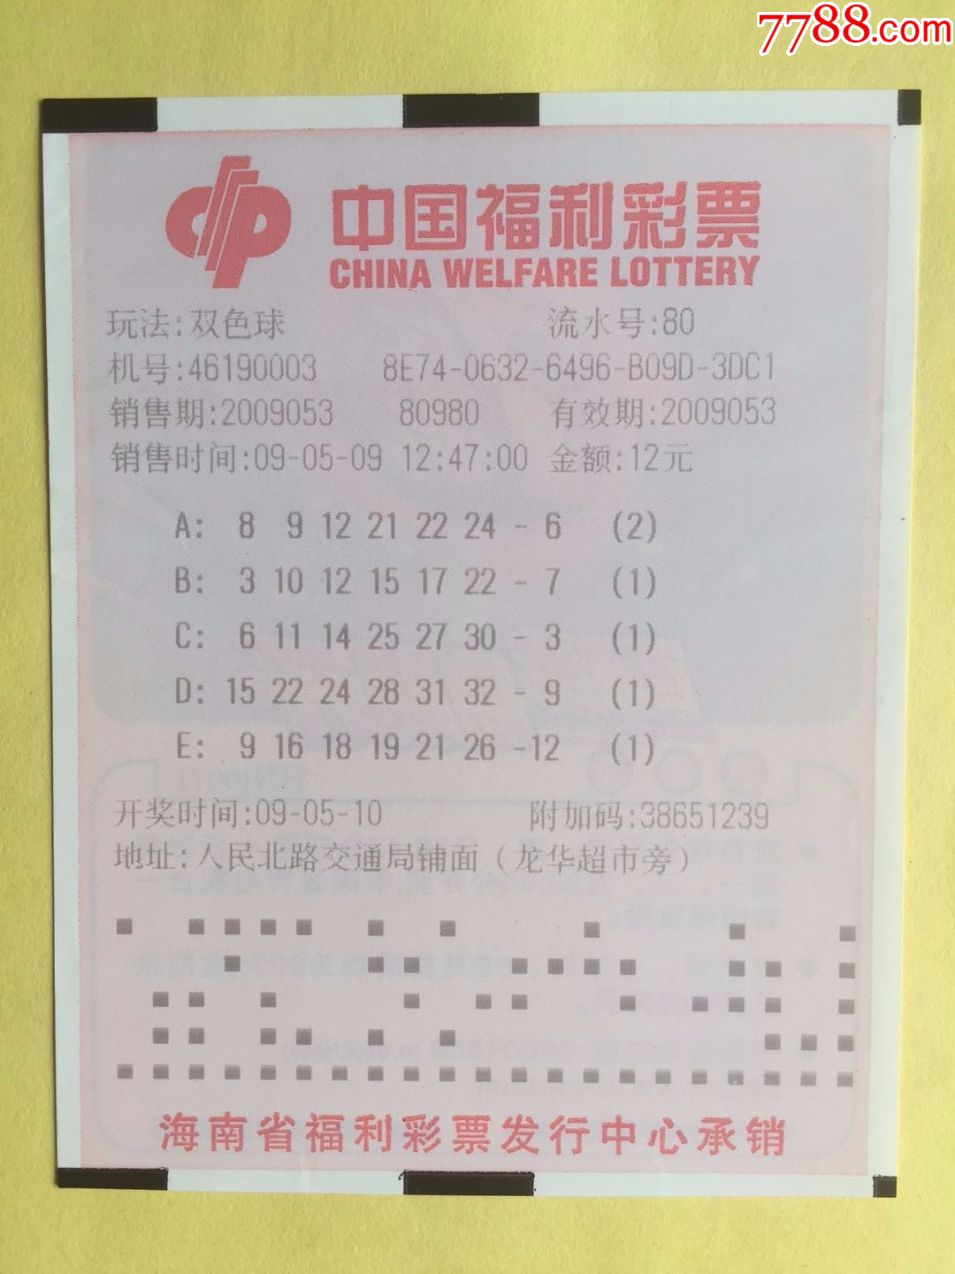 7788.com
中国福利彩票
CHINA WELFARE LOTTERY
玩法:双色球 流水号:80
机号:46190003 8E74-0632-6496-B09D-3DC1
销售期:2009053 80980 有效期:2009053
销售时间:09-05-09 12:47:00 金额:12元
A: 8 9 12 21 22 24 - 6 (2)
B: 3 10 12 15 17 22 - 7 (1)
C: 6 11 14 25 27 30 - 3 (1)
D: 15 22 24 28 31 32 - 9 (1)
E: 9 16 18 19 21 26 -12 (1)
开奖时间:09-05-10 附加码:38651239
地址:人民北路交通局铺面(龙华超市旁)
海南省福利彩票发行中心承销